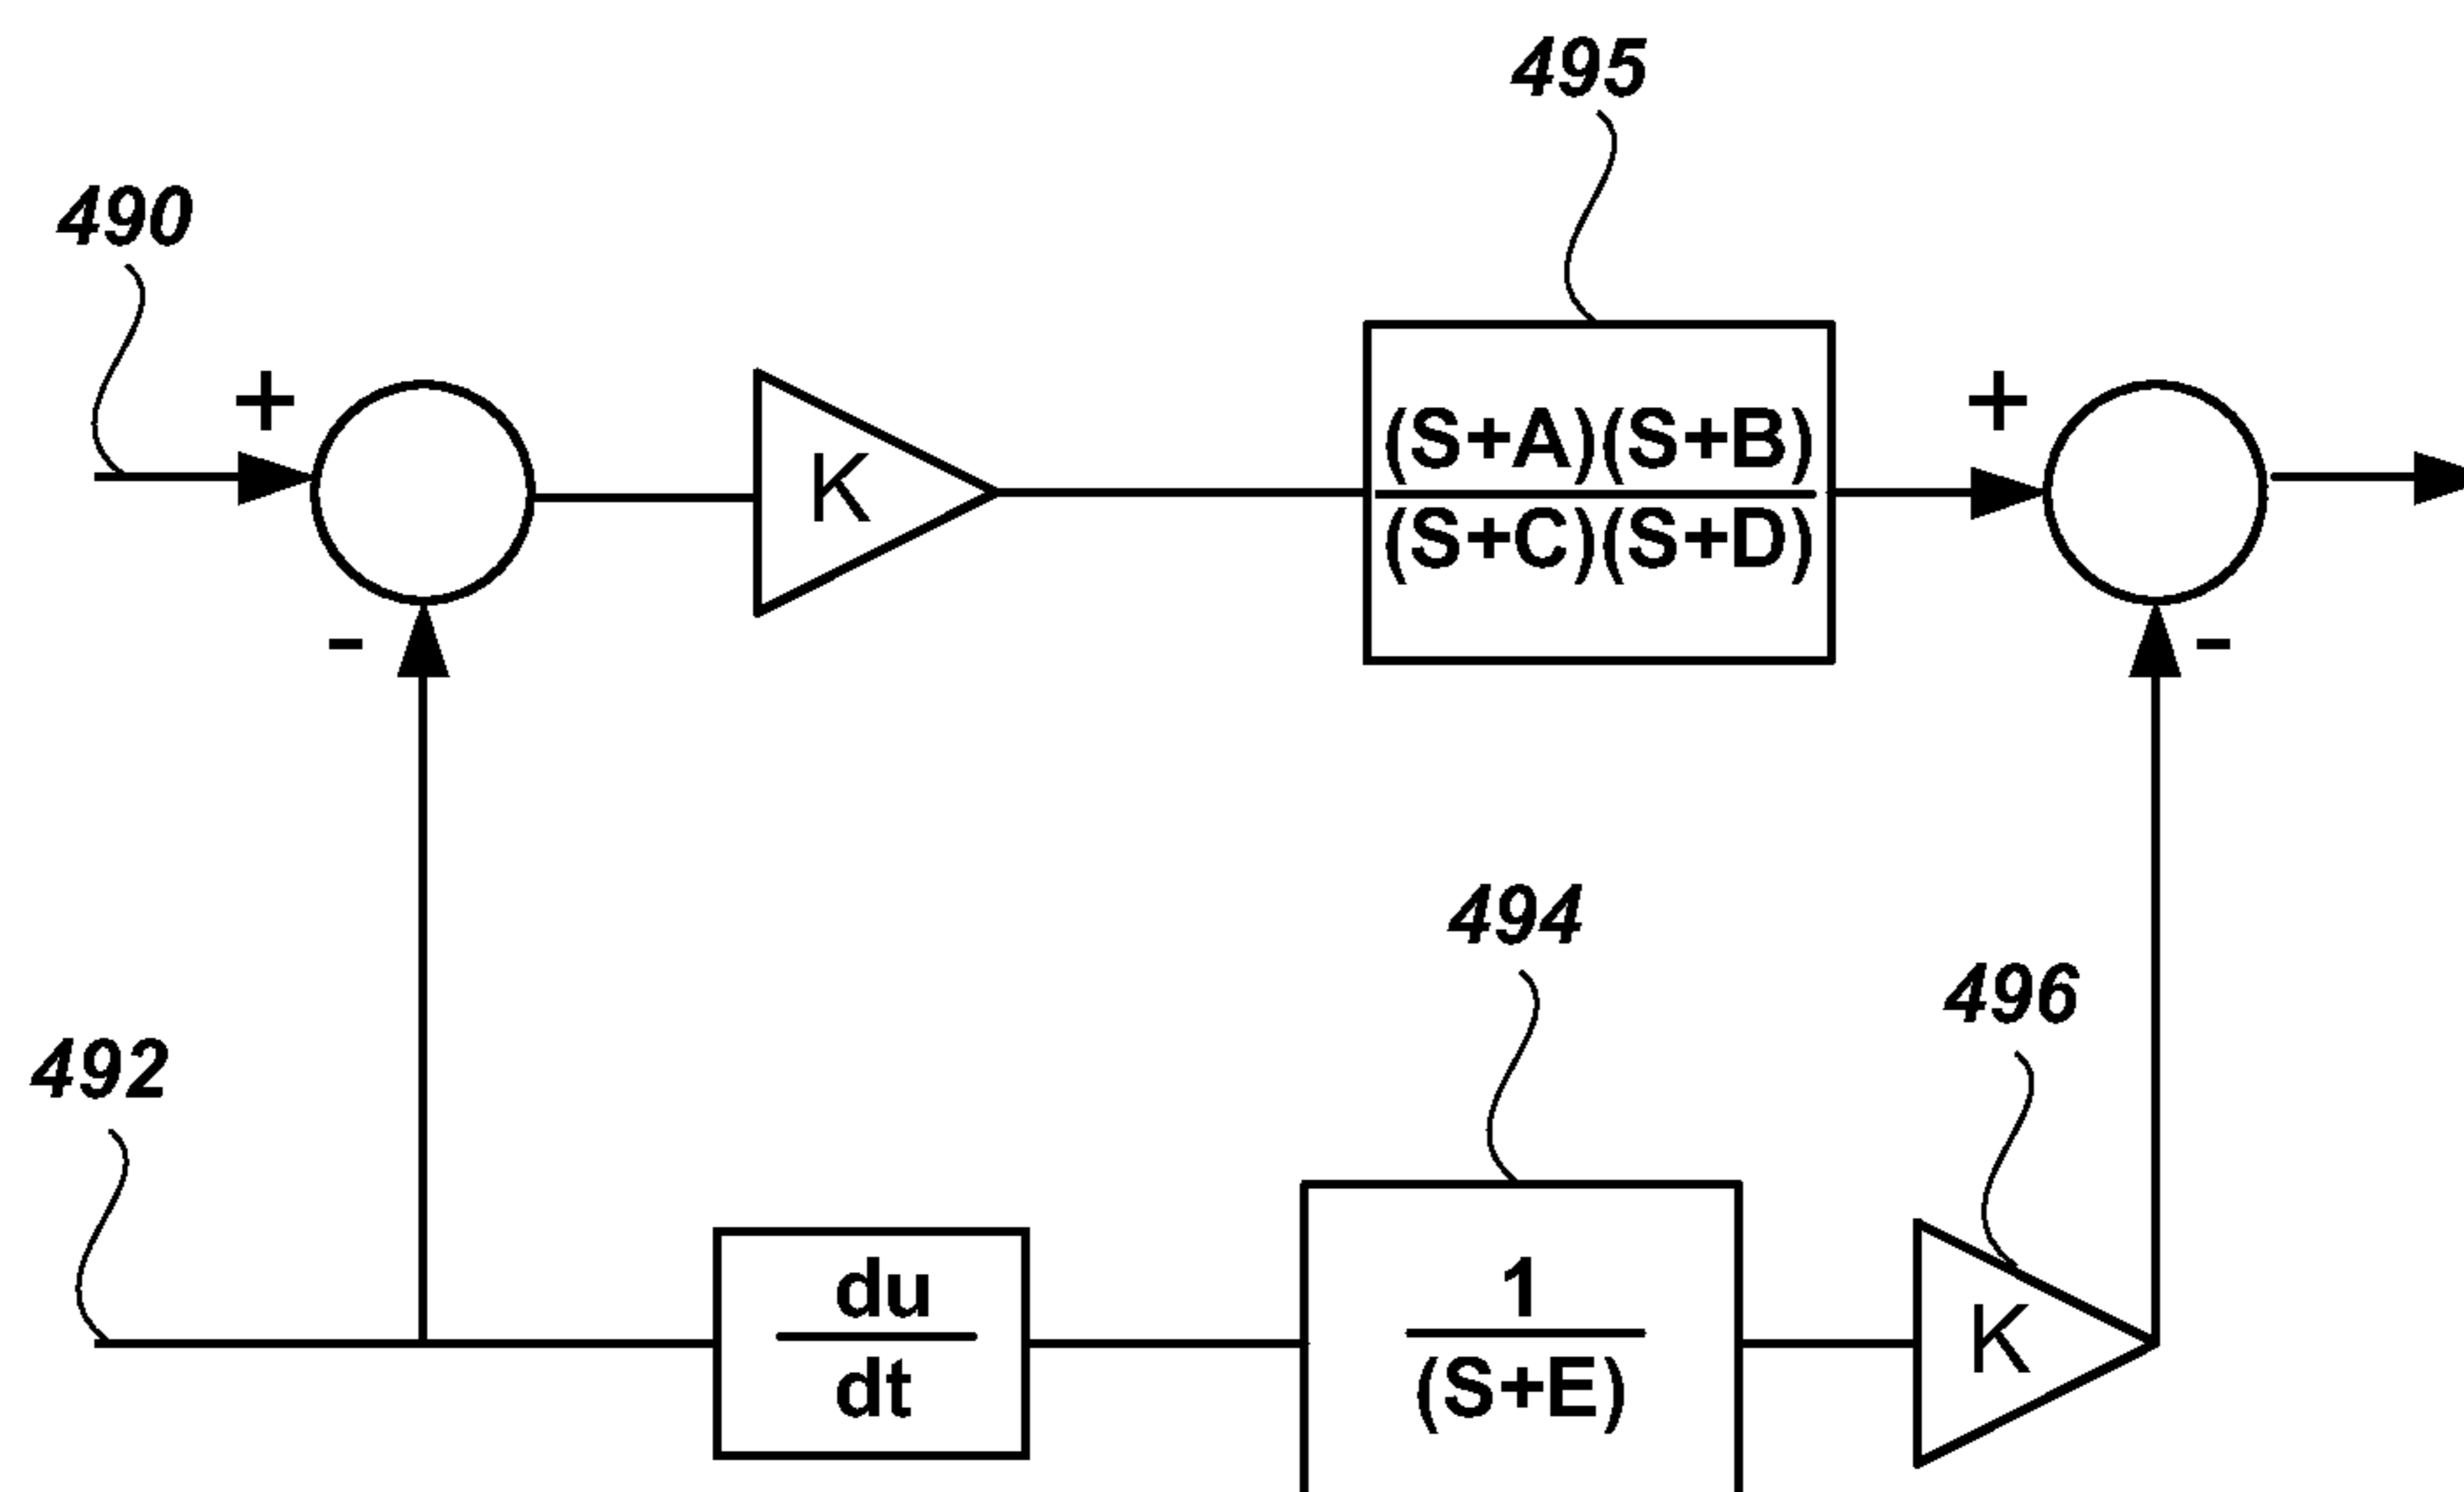 495
490
+
K
(S+A)(S+B)
(S+C)(S+D)
+
-
-
494
496
492
du
dt
1
(S+E)
K